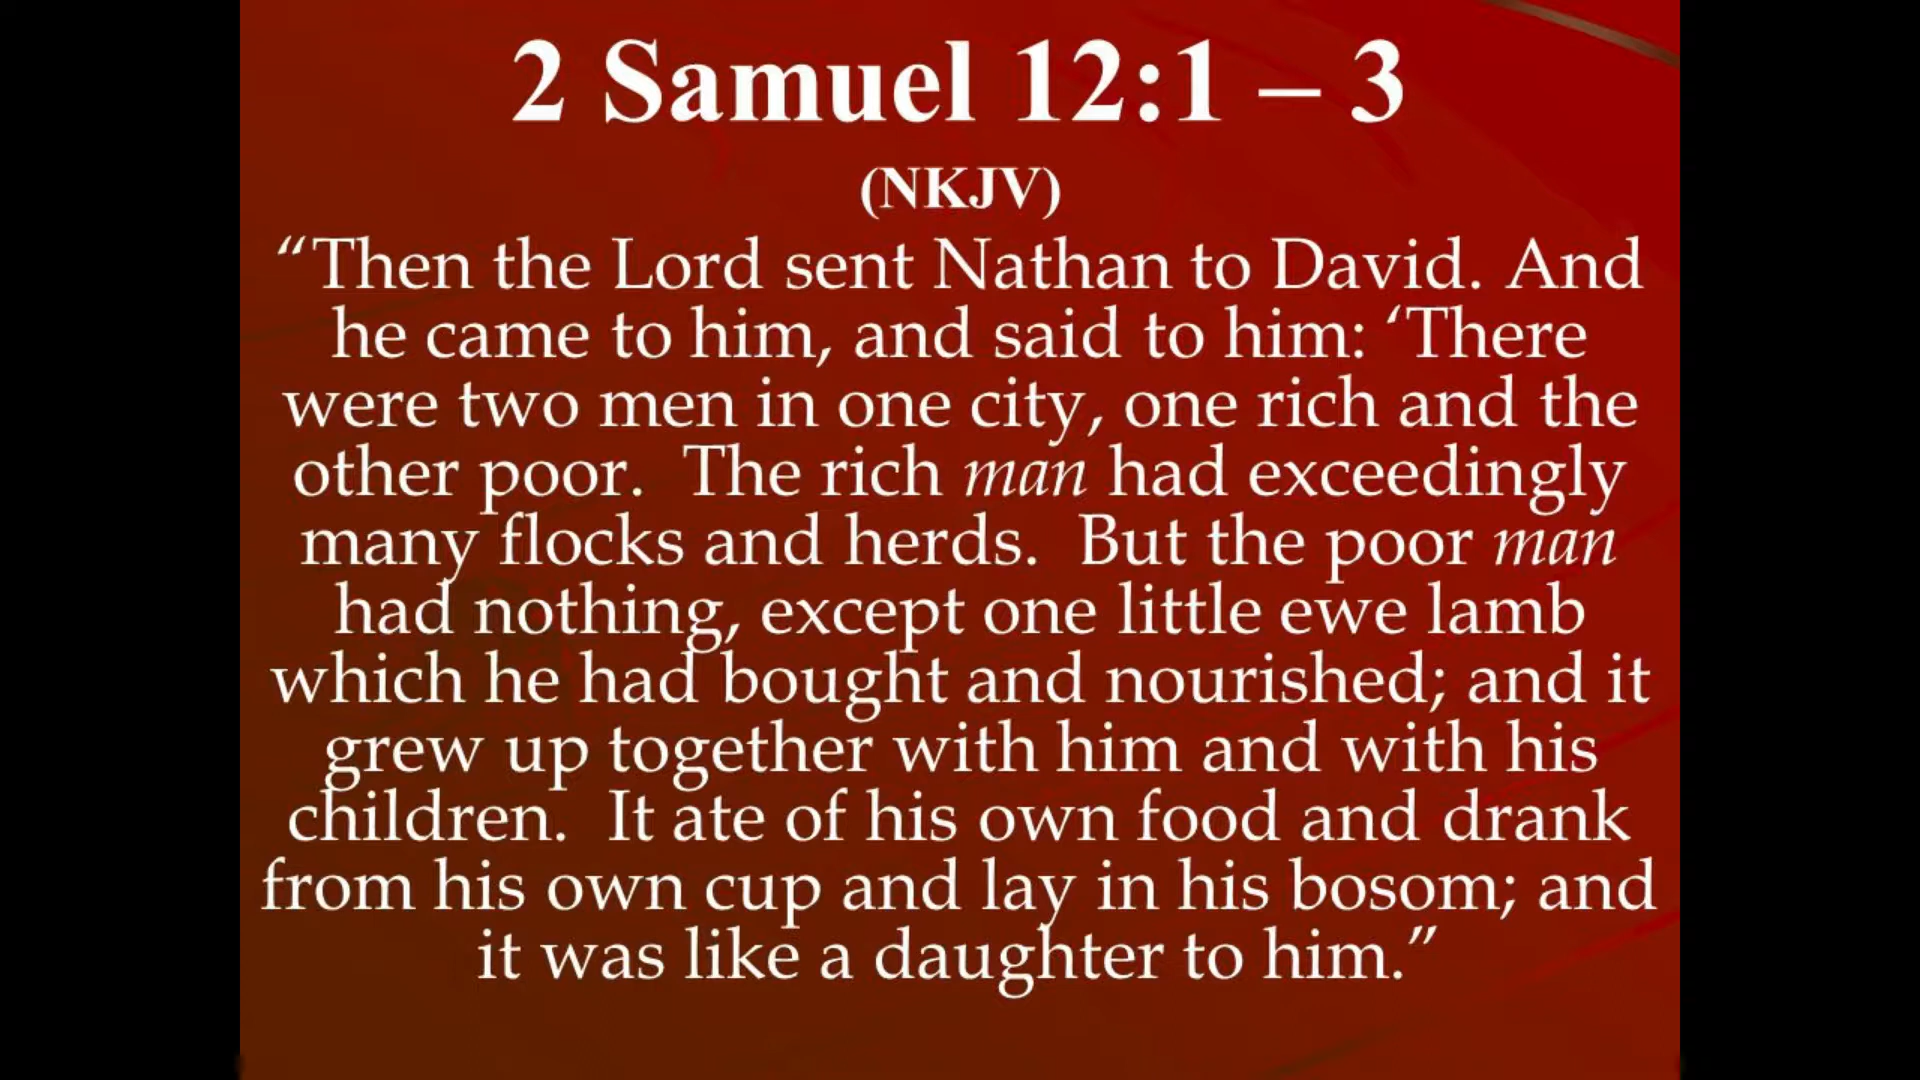 2 Samuel 12:1 – 3
(NKJV)
“Then the Lord sent Nathan to David. And
he came to him, and said to him: ‘There
were two men in one city, one rich and the
other poor.  The rich man had exceedingly
many flocks and herds.  But the poor man
had nothing, except one little ewe lamb
which he had bought and nourished; and it
grew up together with him and with his
children.  It ate of his own food and drank
from his own cup and lay in his bosom; and
it was like a daughter to him.”